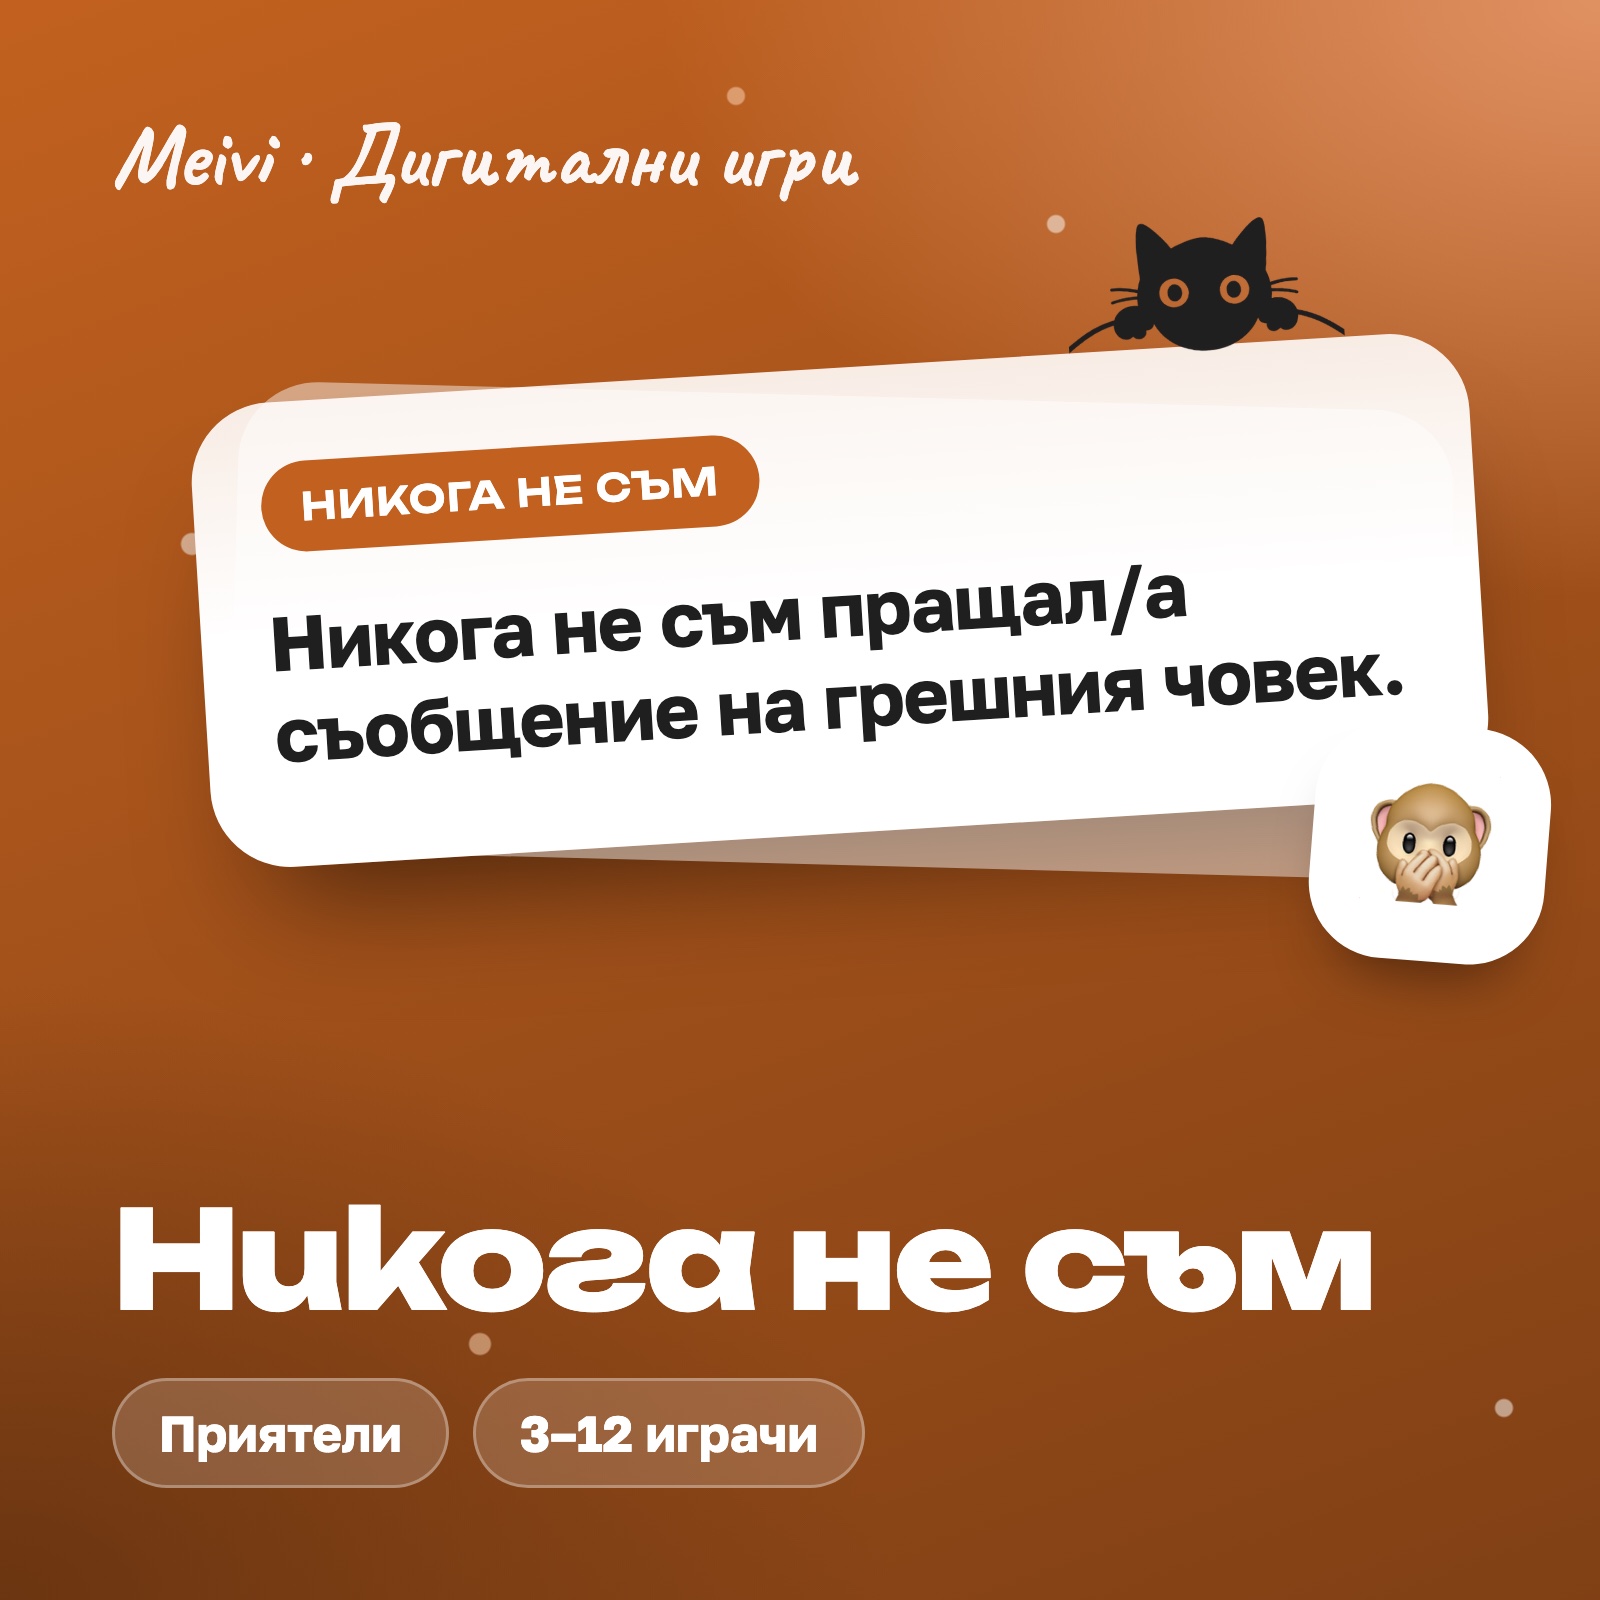 Meivi · Дигитални игри
НИКОГА НЕ СЪМ
Никога не съм пращал/а
съобщение на грешния човек.
Никога не съм
Приятели
3–12 играчи